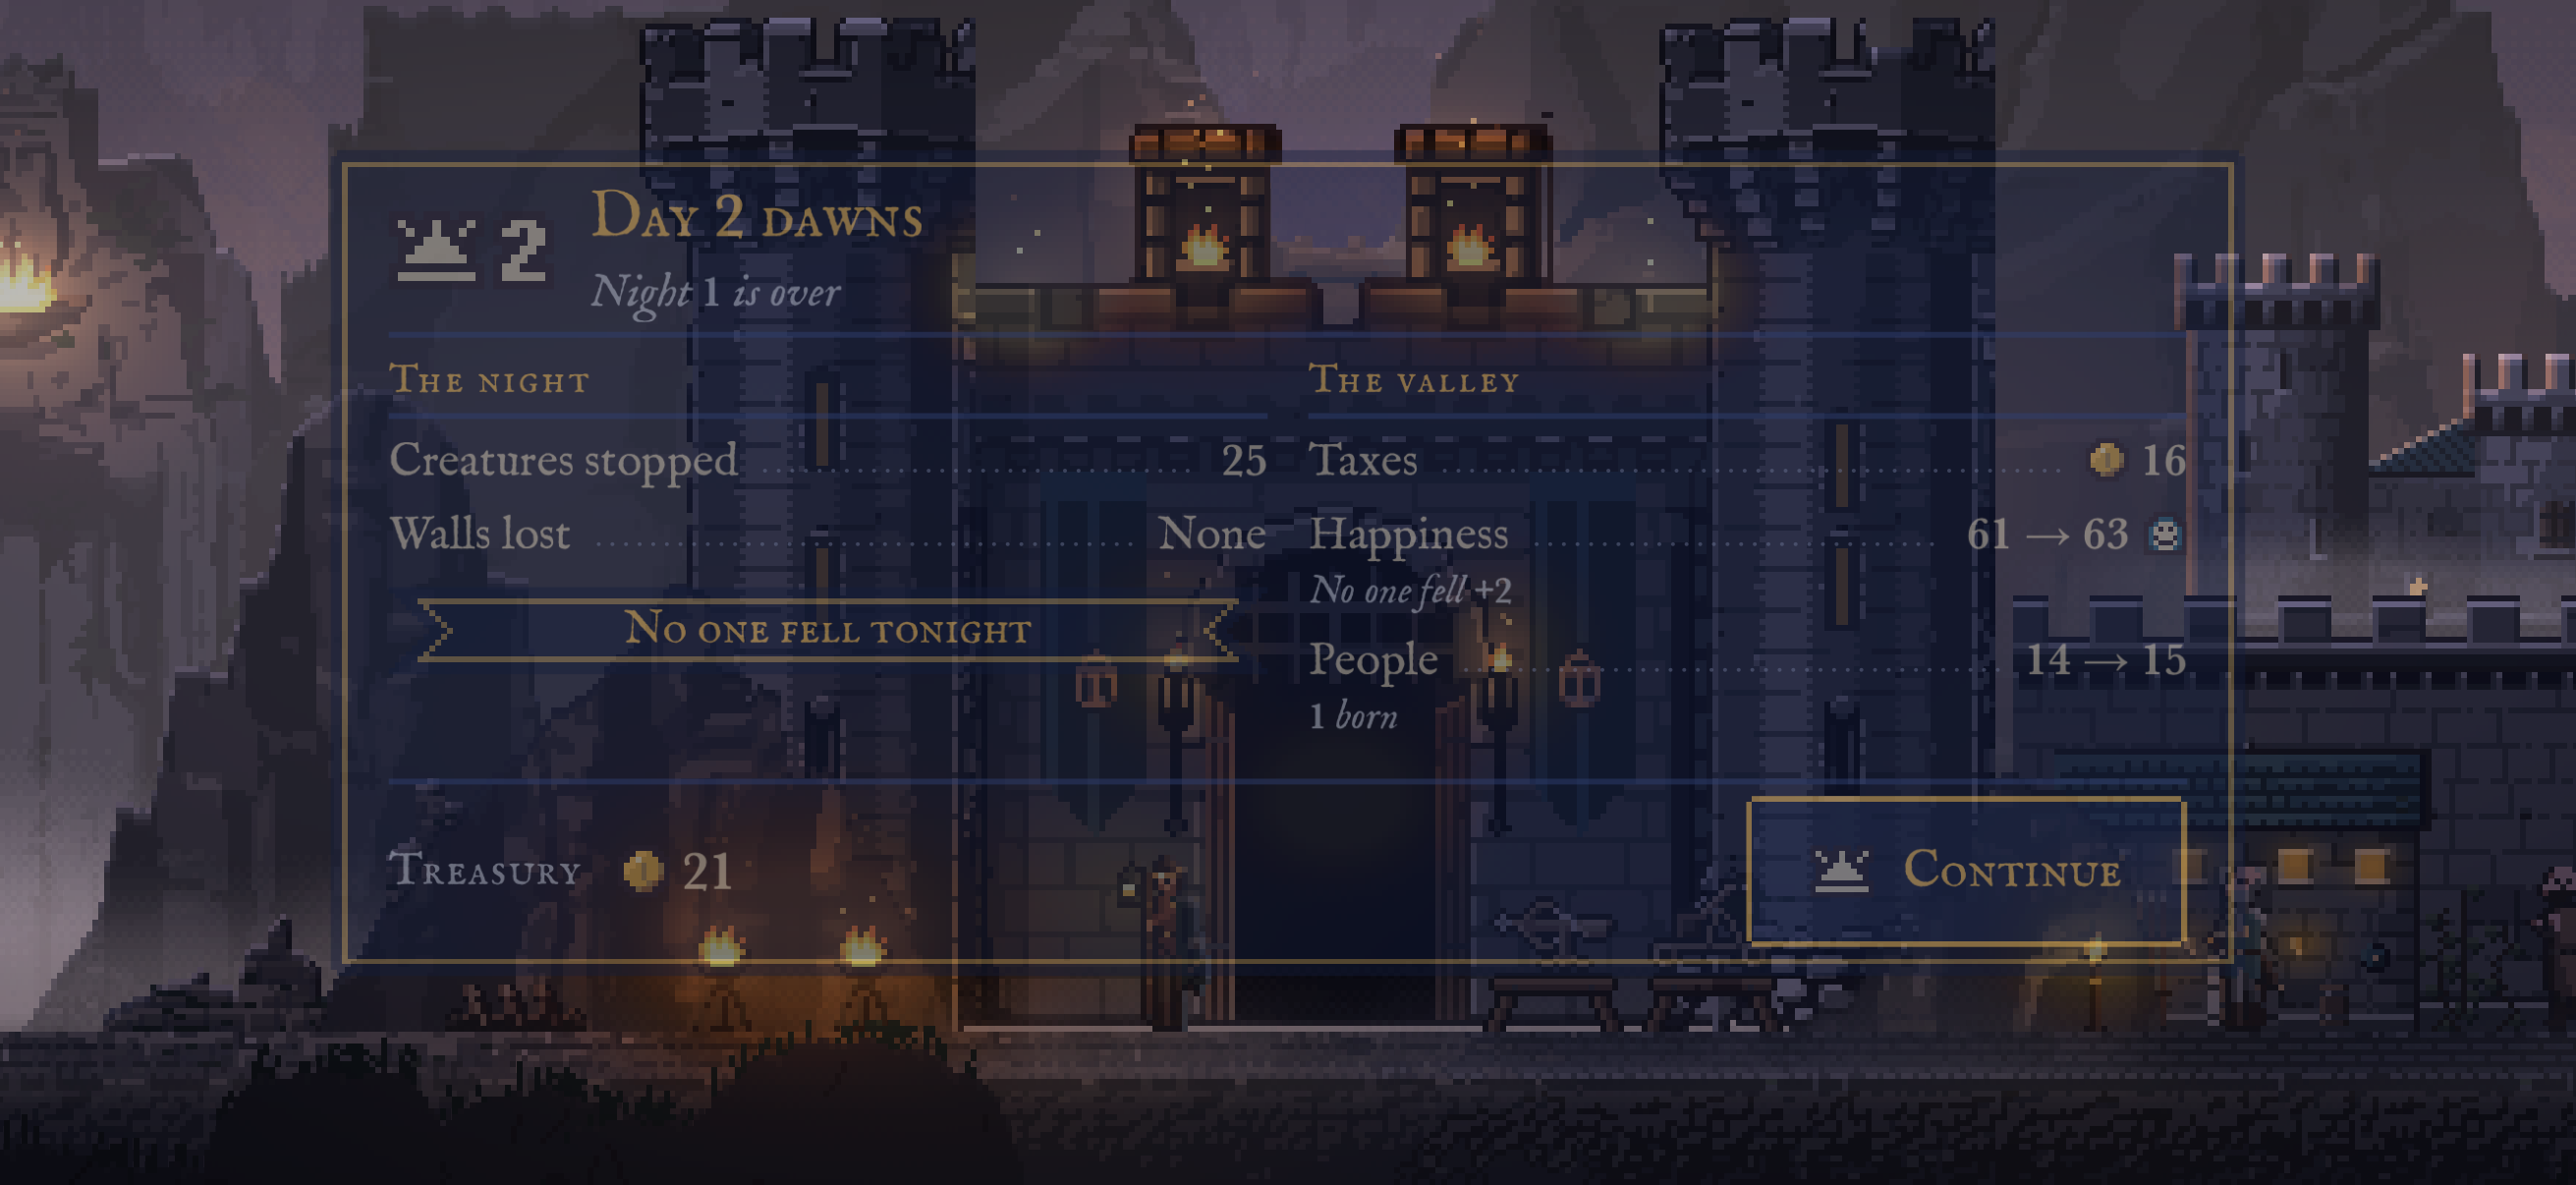 2
Day 2 dawns
Night 1 is over
The night
Creatures stopped 25
Walls lost None
No one fell tonight
The valley
Taxes 16
Happiness 61 → 63
No one fell +2
People 14 → 15
1 born
Treasury 21
Continue